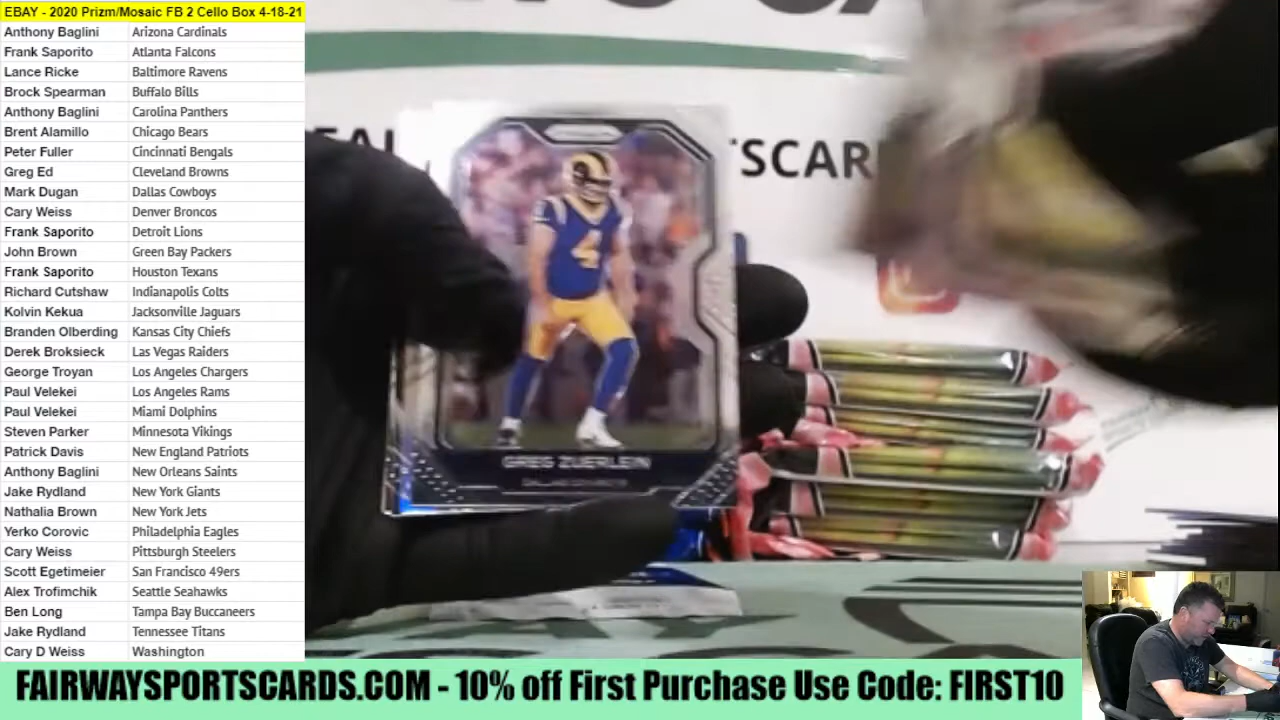 EBAY - 2020 Prizm/Mosaic FB 2 Cello Box 4-18-21
Anthony Baglini Arizona Cardinals
Frank Saporito Atlanta Falcons
Lance Ricke Baltimore Ravens
Brock Spearman Buffalo Bills
Anthony Baglini Carolina Panthers
Brent Alamillo Chicago Bears
Peter Fuller Cincinnati Bengals
Greg Ed Cleveland Browns
Mark Dugan Dallas Cowboys
Cary Weiss Denver Broncos
Frank Saporito Detroit Lions
John Brown Green Bay Packers
Frank Saporito Houston Texans
Richard Cutshaw Indianapolis Colts
Kolvin Kekua Jacksonville Jaguars
Branden Olberding Kansas City Chiefs
Derek Broksieck Las Vegas Raiders
George Troyan Los Angeles Chargers
Paul Velekei Los Angeles Rams
Paul Velekei Miami Dolphins
Steven Parker Minnesota Vikings
Patrick Davis New England Patriots
Anthony Baglini New Orleans Saints
Jake Rydland New York Giants
Nathalia Brown New York Jets
Yerko Corovic Philadelphia Eagles
Cary Weiss Pittsburgh Steelers
Scott Egetimeier San Francisco 49ers
Alex Trofimchik Seattle Seahawks
Ben Long Tampa Bay Buccaneers
Jake Rydland Tennessee Titans
Cary D Weiss Washington
TSCAR
4
GREG ZUERLEIN
FAIRWAYSPORTSCARDS.COM - 10% off First Purchase Use Code: FIRST10